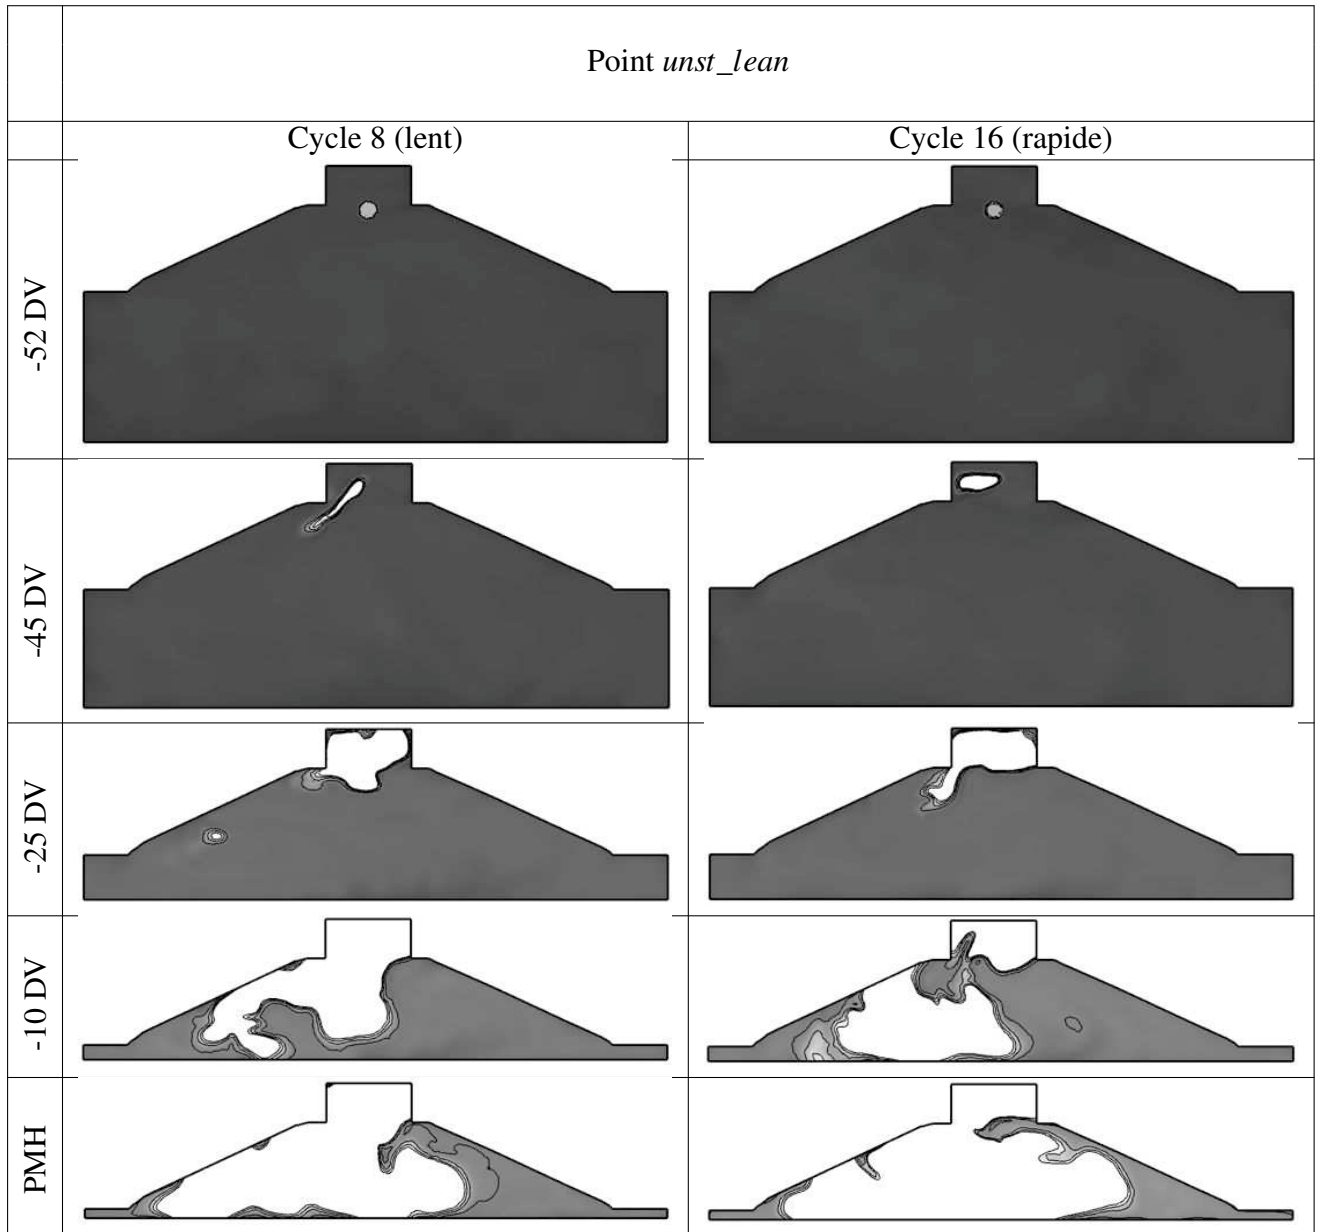 Point unst_lean
Cycle 8 (lent)
Cycle 16 (rapide)
-52 DV
-45 DV
-25 DV
-10 DV
PMH